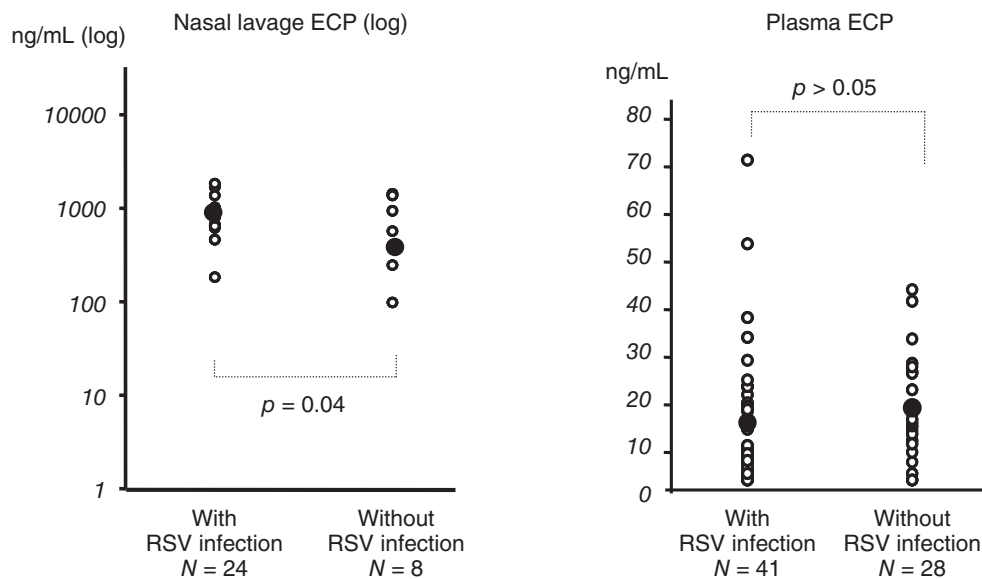 Nasal lavage ECP (log)
ng/mL (log)
10000
1000
100
10
1
p = 0.04
With
RSV infection
N = 24
Without
RSV infection
N = 8
Plasma ECP
ng/mL
p > 0.05
80
70
60
50
40
30
20
10
0
With
RSV infection
N = 41
Without
RSV infection
N = 28